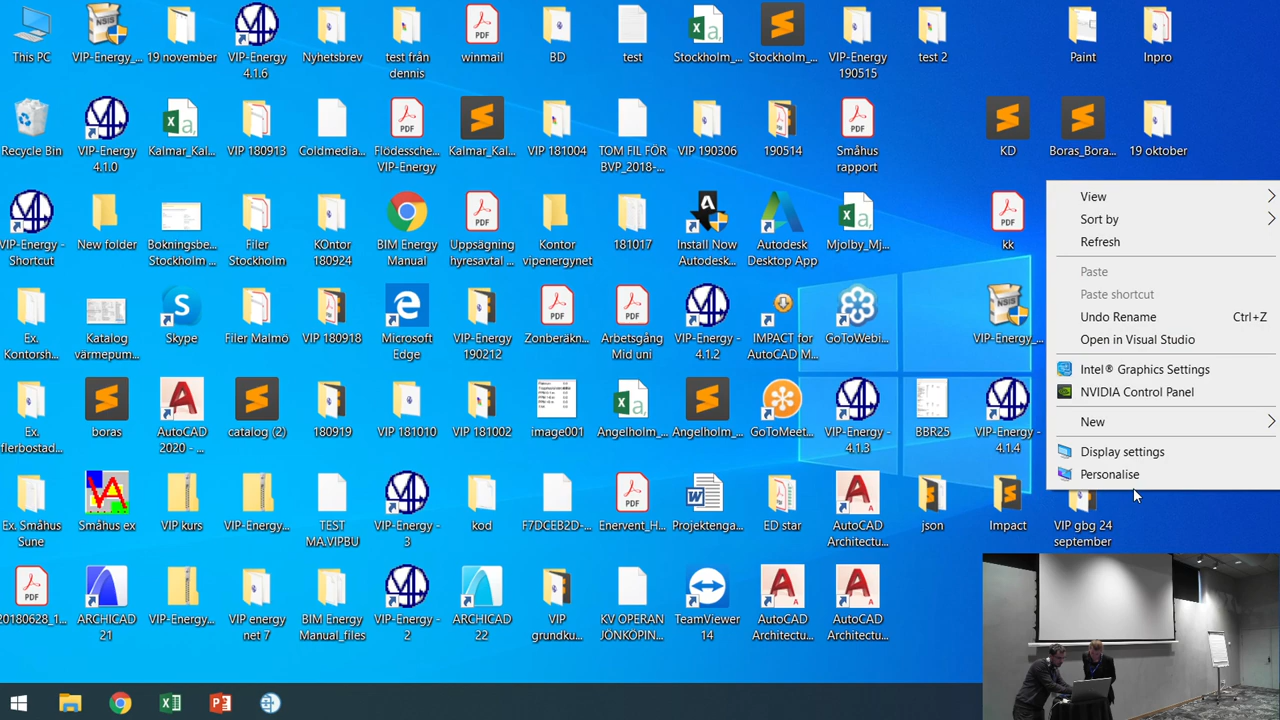 This PC
VIP-Energy_...
19 november
VIP-Energy
4.1.6
Nyhetsbrev
test från
dennis
winmail
BD
test
Stockholm_...
Stockholm_...
VIP-Energy
190515
test 2
Paint
Inpro
Recycle Bin
VIP-Energy
4.1.0
Kalmar_Kal...
VIP 180913
Coldmedia...
Flödessche...
VIP-Energy
Kalmar_Kal...
VIP 181004
TOM FIL FÖR
BVP_2018-...
VIP 190306
190514
Småhus
rapport
KD
Boras_Bora...
19 oktober
VIP-Energy -
Shortcut
New folder
Bokningsbe...
Stockholm ...
Filer
Stockholm
KOntor
180924
BIM Energy
Manual
Uppsägning
hyresavtal ...
Kontor
vipenergynet
181017
Install Now
Autodesk...
Autodesk
Desktop App
Mjolby_Mj...
kk
View
Sort by
Refresh
Paste
Paste shortcut
Undo Rename Ctrl+Z
Open in Visual Studio
Intel® Graphics Settings
NVIDIA Control Panel
New
Display settings
Personalise
Ex.
Kontorsh...
Katalog
värmepum...
Skype
Filer Malmö
VIP 180918
Microsoft
Edge
VIP-Energy
190212
Zonberäkn...
Arbetsgång
Mid uni
VIP-Energy -
4.1.2
IMPACT for
AutoCAD M...
GoToWebi...
VIP-Energy_...
Ex.
flerbostad...
boras
AutoCAD
2020 - ...
catalog (2)
180919
VIP 181010
VIP 181002
image001
Angelholm_...
Angelholm_...
GoToMeet...
VIP-Energy -
4.1.3
BBR25
VIP-Energy -
4.1.4
Ex. Småhus
Sune
Småhus ex
VIP kurs
VIP-Energy...
TEST
MA.VIPBU
VIP-Energy -
3
kod
F7DCEB2D-...
Enervent_H...
Projektenga...
ED star
AutoCAD
Architectu...
json
Impact
VIP gbg 24
september
20180628_1...
ARCHICAD
21
VIP-Energy...
VIP energy
net 7
BIM Energy
Manual_files
VIP-Energy -
2
ARCHICAD
22
VIP
grundku...
KV OPERAN
JÖNKÖPIN...
TeamViewer
14
AutoCAD
Architectu...
AutoCAD
Architectu...